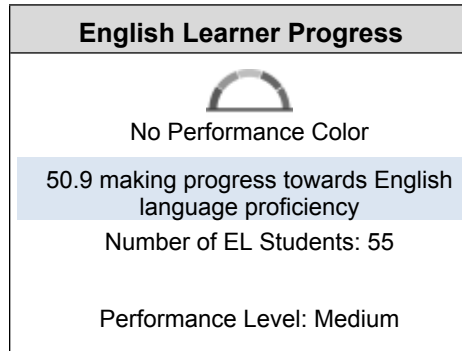 English Learner Progress
No Performance Color
50.9 making progress towards English
language proficiency
Number of EL Students: 55
Performance Level: Medium